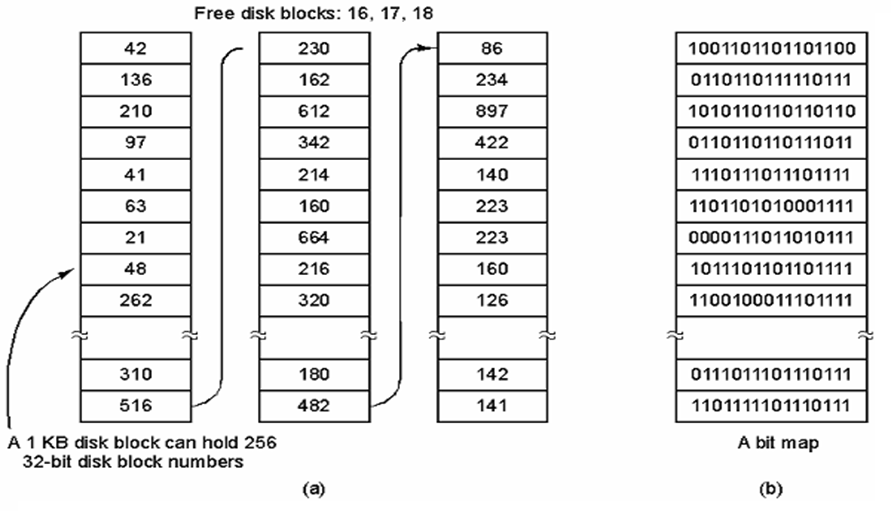 Free disk blocks: 16, 17, 18
42 230 86 1001101101101100
136 162 234 0110110111110111
210 612 897 1010110110110110
97 342 422 0110110110111011
41 214 140 1110111011101111
63 160 223 1101101010001111
21 664 223 0000111011010111
48 216 160 1011101101101111
262 320 126 1100100011101111
310 180 142 0111011101110111
516 482 141 1101111101110111
A 1 KB disk block can hold 256
32-bit disk block numbers
A bit map
(a) (b)